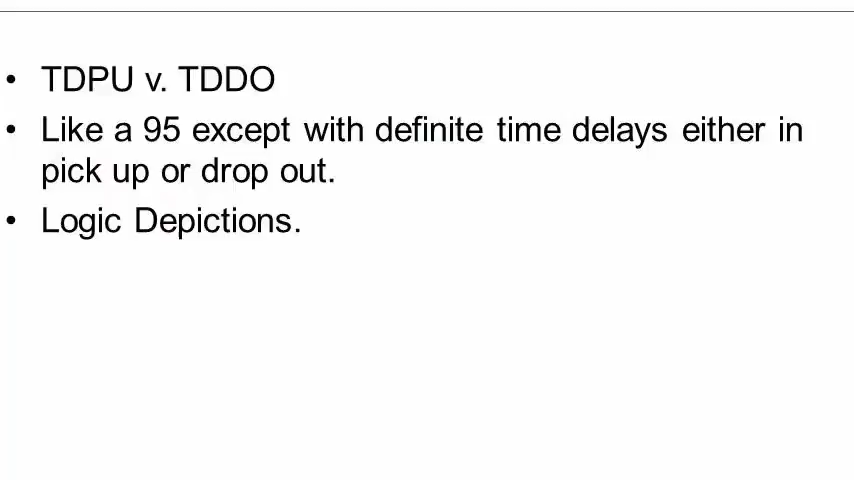 • TDPU v. TDDO
• Like a 95 except with definite time delays either in
pick up or drop out.
• Logic Depictions.